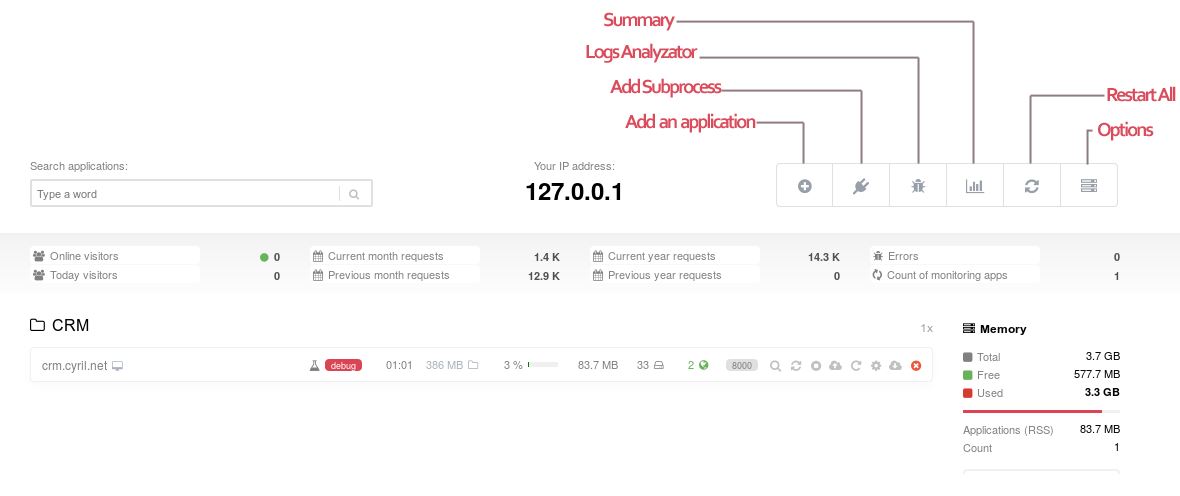 Summary
Logs Analyzator
Add Subprocess
Restart All
Add an application
Options
Search applications:
Type a word
Your IP address:
127.0.0.1
Online visitors 0
Current month requests 1.4 K
Current year requests 14.3 K
Errors 0
Today visitors 0
Previous month requests 12.9 K
Previous year requests 0
Count of monitoring apps 1
CRM 1x
crm.cyril.net debug 01:01 386 MB 3 % 83.7 MB 33 2 8000
Memory
Total 3.7 GB
Free 577.7 MB
Used 3.3 GB
Applications (RSS) 83.7 MB
Count 1